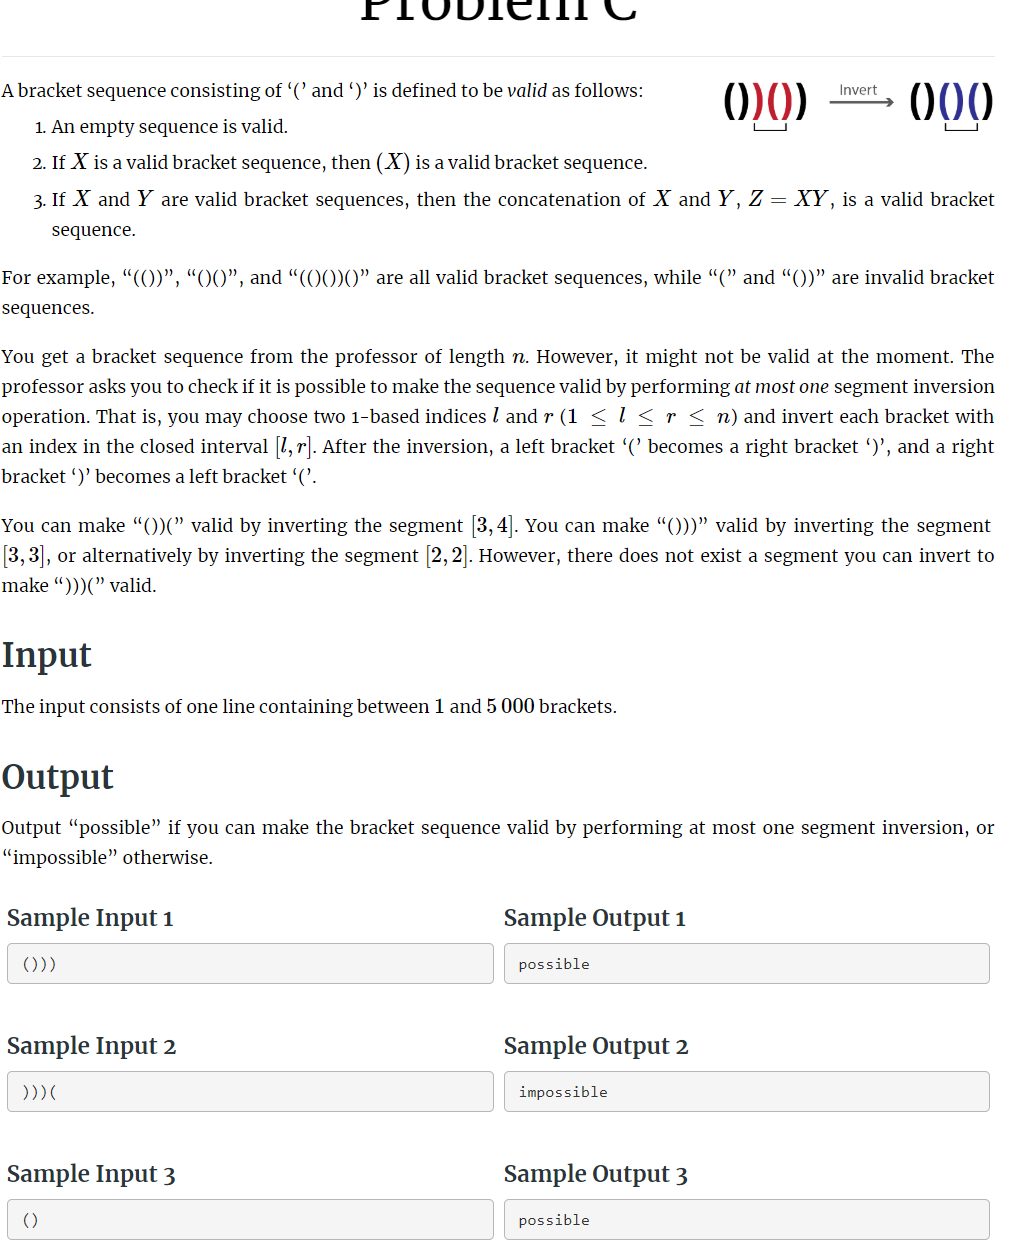 Problem C
A bracket sequence consisting of ‘(’ and ‘)’ is defined to be valid as follows:
())()) Invert ()()()
1. An empty sequence is valid.
2. If X is a valid bracket sequence, then (X) is a valid bracket sequence.
3. If X and Y are valid bracket sequences, then the concatenation of X and Y, Z = XY, is a valid bracket
sequence.
For example, “(())”, “()()”, and “(()())()” are all valid bracket sequences, while “(” and “())” are invalid bracket
sequences.
You get a bracket sequence from the professor of length n. However, it might not be valid at the moment. The
professor asks you to check if it is possible to make the sequence valid by performing at most one segment inversion
operation. That is, you may choose two 1-based indices l and r (1 ≤ l ≤ r ≤ n) and invert each bracket with
an index in the closed interval [l, r]. After the inversion, a left bracket ‘(’ becomes a right bracket ‘)’, and a right
bracket ‘)’ becomes a left bracket ‘(’.
You can make “())(” valid by inverting the segment [3, 4]. You can make “()))” valid by inverting the segment
[3, 3], or alternatively by inverting the segment [2, 2]. However, there does not exist a segment you can invert to
make “)))(” valid.
Input
The input consists of one line containing between 1 and 5 000 brackets.
Output
Output “possible” if you can make the bracket sequence valid by performing at most one segment inversion, or
“impossible” otherwise.
Sample Input 1
Sample Output 1
()))
possible
Sample Input 2
Sample Output 2
)))(
impossible
Sample Input 3
Sample Output 3
()
possible